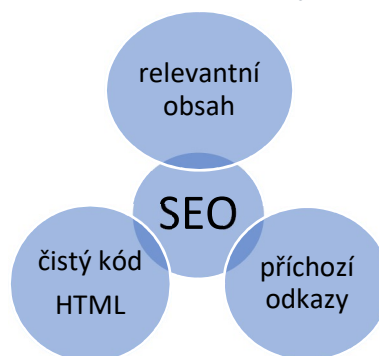 relevantní
obsah
SEO
čistý kód
HTML
příchozí
odkazy